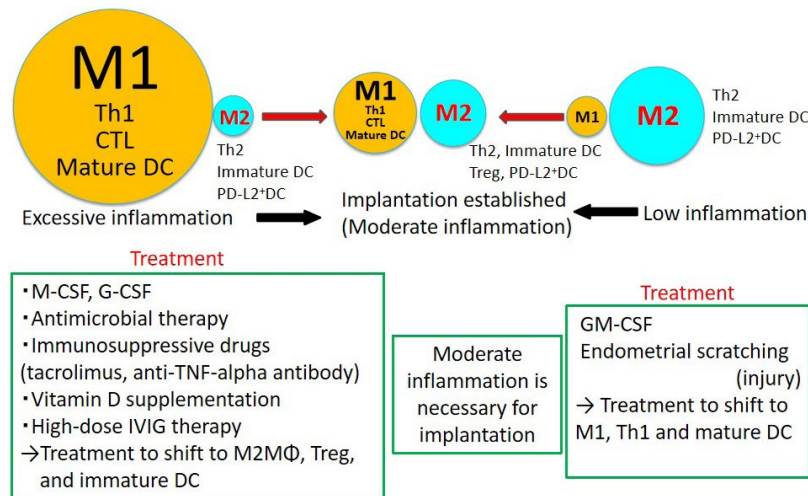 M1
Th1
CTL
Mature DC
M2
Th2
Immature DC
PD-L2⁺DC
M1
Th1
CTL
Mature DC
M2
Th2, Immature DC
Treg, PD-L2⁺DC
M1
M2
Th2
Immature DC
PD-L2⁺DC
Excessive inflammation
Implantation established
(Moderate inflammation)
Low inflammation
Treatment
・M-CSF, G-CSF
・Antimicrobial therapy
・Immunosuppressive drugs
(tacrolimus, anti-TNF-alpha antibody)
・Vitamin D supplementation
・High-dose IVIG therapy
→Treatment to shift to M2MΦ, Treg,
and immature DC
Moderate
inflammation is
necessary for
implantation
Treatment
GM-CSF
Endometrial scratching
(injury)
→ Treatment to shift to
M1, Th1 and mature DC